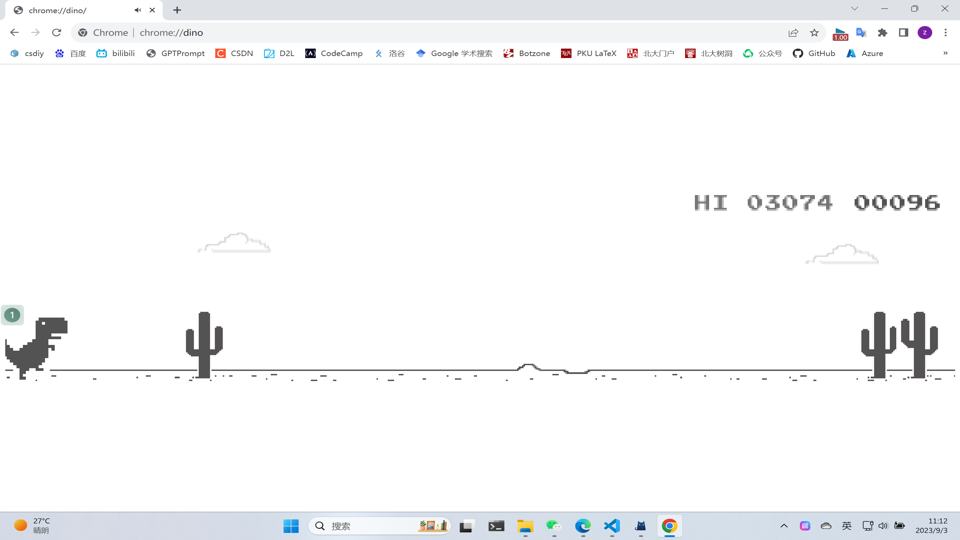 chrome://dino/
Chrome | chrome://dino
1.00
z
csdiy 百度 bilibili GPTPrompt CSDN D2L CodeCamp 洛谷 Google 学术搜索 Botzone PKU LaTeX 北大门户 北大树洞 公众号 GitHub Azure »
HI 03074 00096
1
27°C
晴朗
搜索
英
11:12
2023/9/3